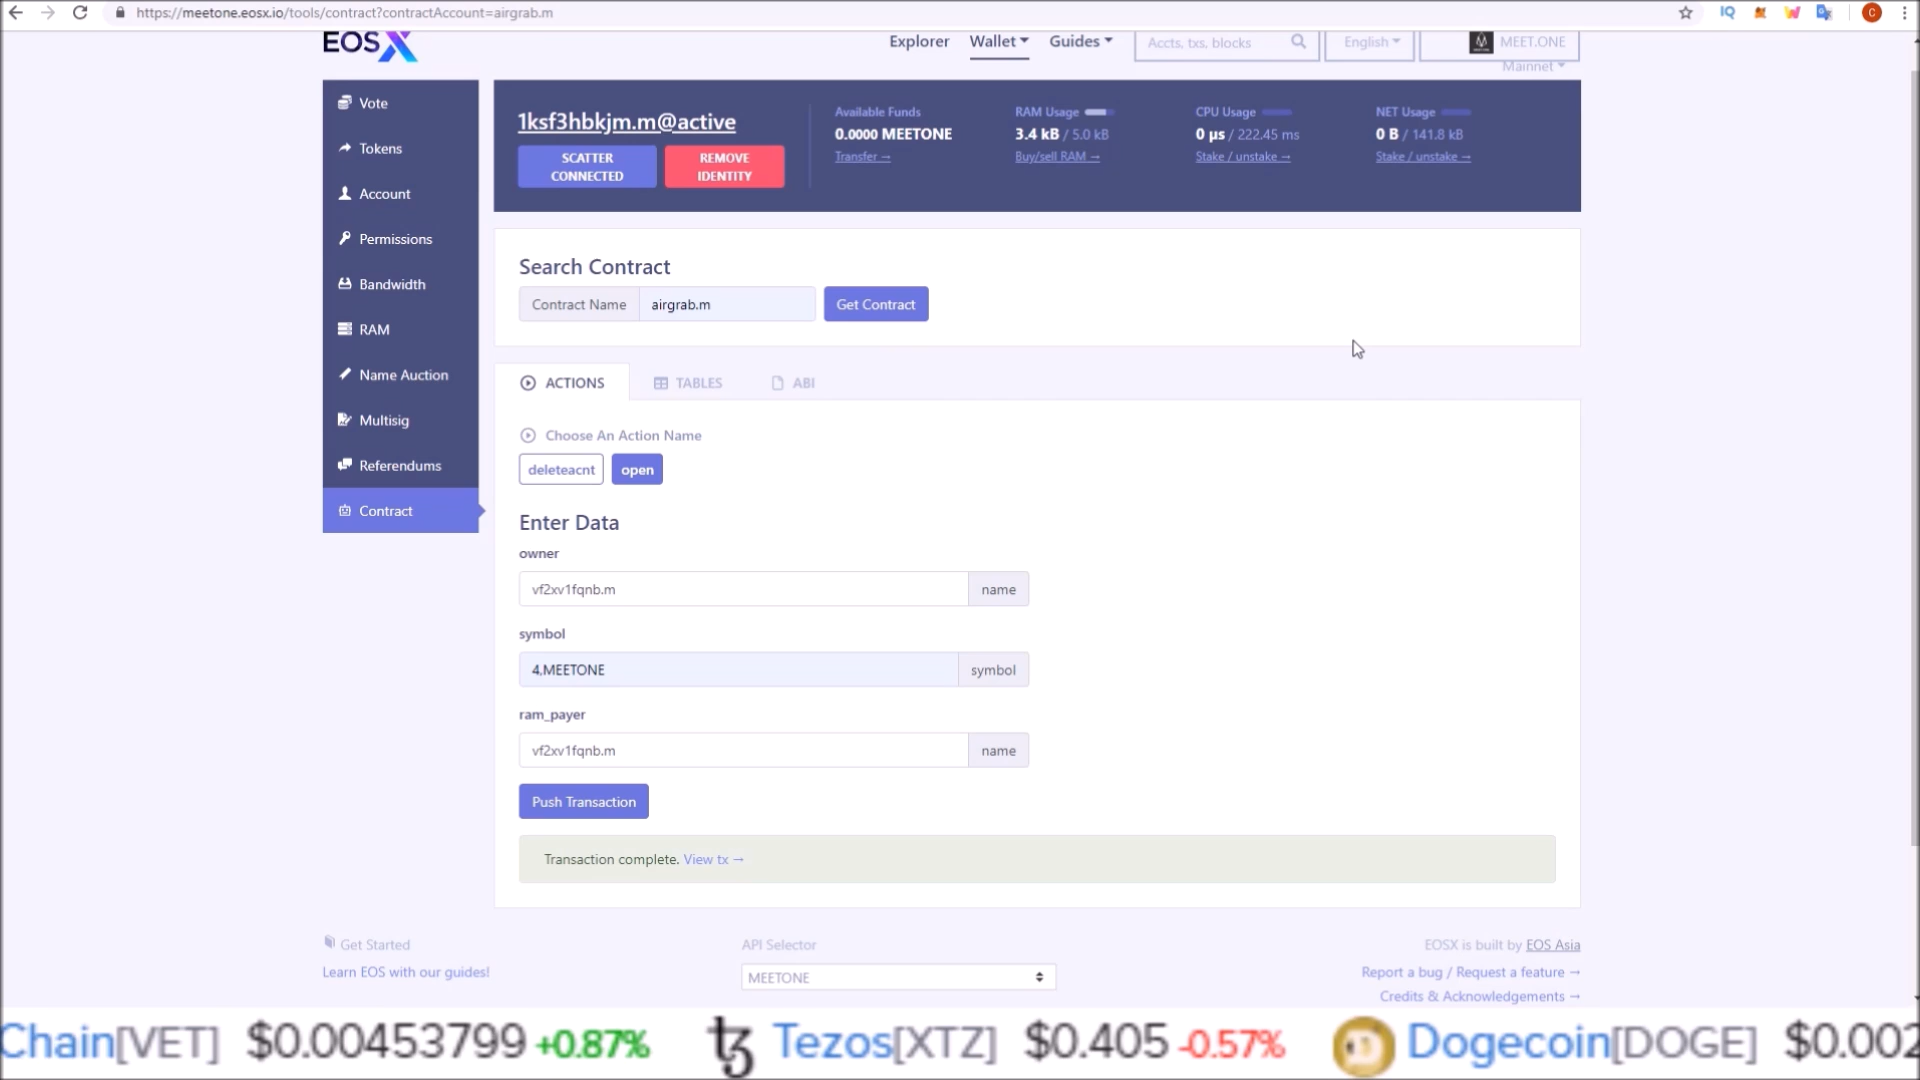 https://meetone.eosx.io/tools/contract?contractAccount=airgrab.m
IQ
C
EOSX
Explorer
Wallet
Guides
Accts, txs, blocks
English
MEET.ONE
Mainnet
Vote
Tokens
Account
Permissions
Bandwidth
RAM
Name Auction
Multisig
Referendums
Contract
1ksf3hbkjm.m@active
SCATTER
CONNECTED
REMOVE
IDENTITY
Available Funds
0.0000 MEETONE
Transfer →
RAM Usage
3.4 kB / 5.0 kB
Buy/sell RAM →
CPU Usage
0 µs / 222.45 ms
Stake / unstake →
NET Usage
0 B / 141.8 kB
Stake / unstake →
Search Contract
Contract Name airgrab.m Get Contract
ACTIONS TABLES ABI
Choose An Action Name
deleteacnt open
Enter Data
owner
vf2xv1fqnb.m name
symbol
4,MEETONE symbol
ram_payer
vf2xv1fqnb.m name
Push Transaction
Transaction complete. View tx →
Get Started
Learn EOS with our guides!
API Selector
MEETONE
EOSX is built by EOS Asia
Report a bug / Request a feature →
Credits & Acknowledgements →
Chain[VET] $0.00453799 +0.87% Tezos[XTZ] $0.405 -0.57% Dogecoin[DOGE] $0.002